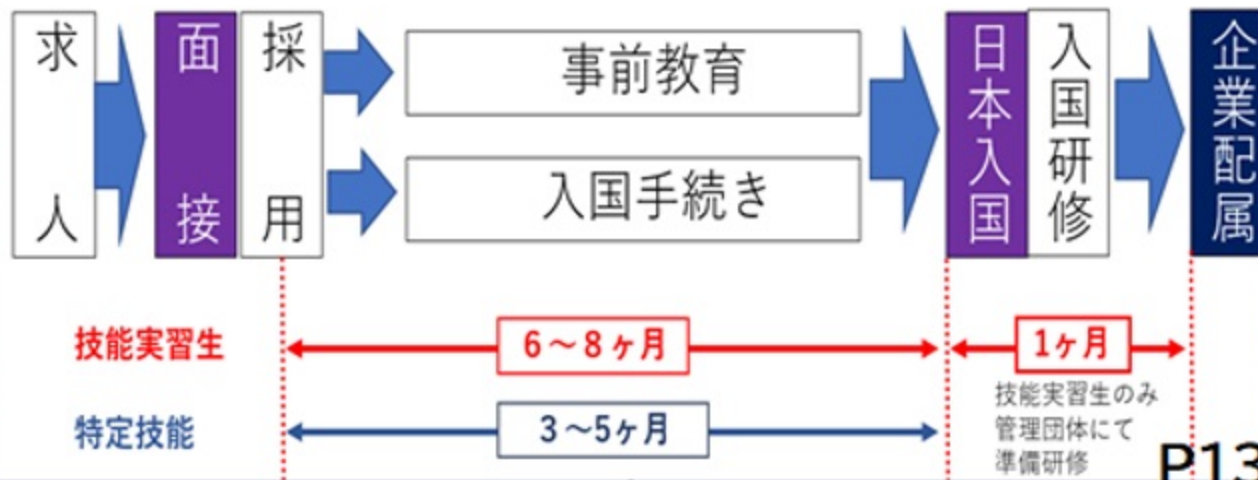 求人
面接
採用
事前教育
入国手続き
日本入国
入国研修
企業配属
技能実習生
6～8ヶ月
1ヶ月
技能実習生のみ
管理団体にて
準備研修
特定技能
3～5ヶ月
P13